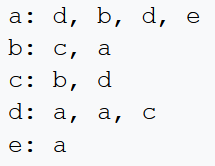 a: d, b, d, e
b: c, a
c: b, d
d: a, a, c
e: a